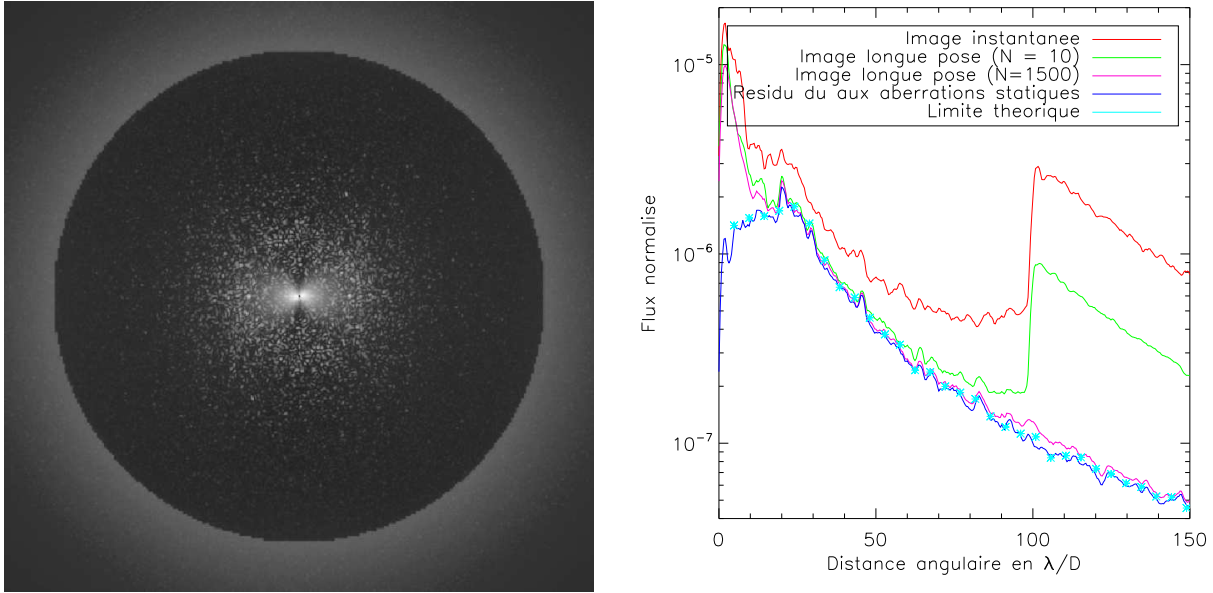 Image instantanee
Image longue pose (N = 10)
Image longue pose (N=1500)
Residu du aux aberrations statiques
Limite theorique
10⁻⁵
10⁻⁶
10⁻⁷
Flux normalise
0 50 100 150
Distance angulaire en λ/D